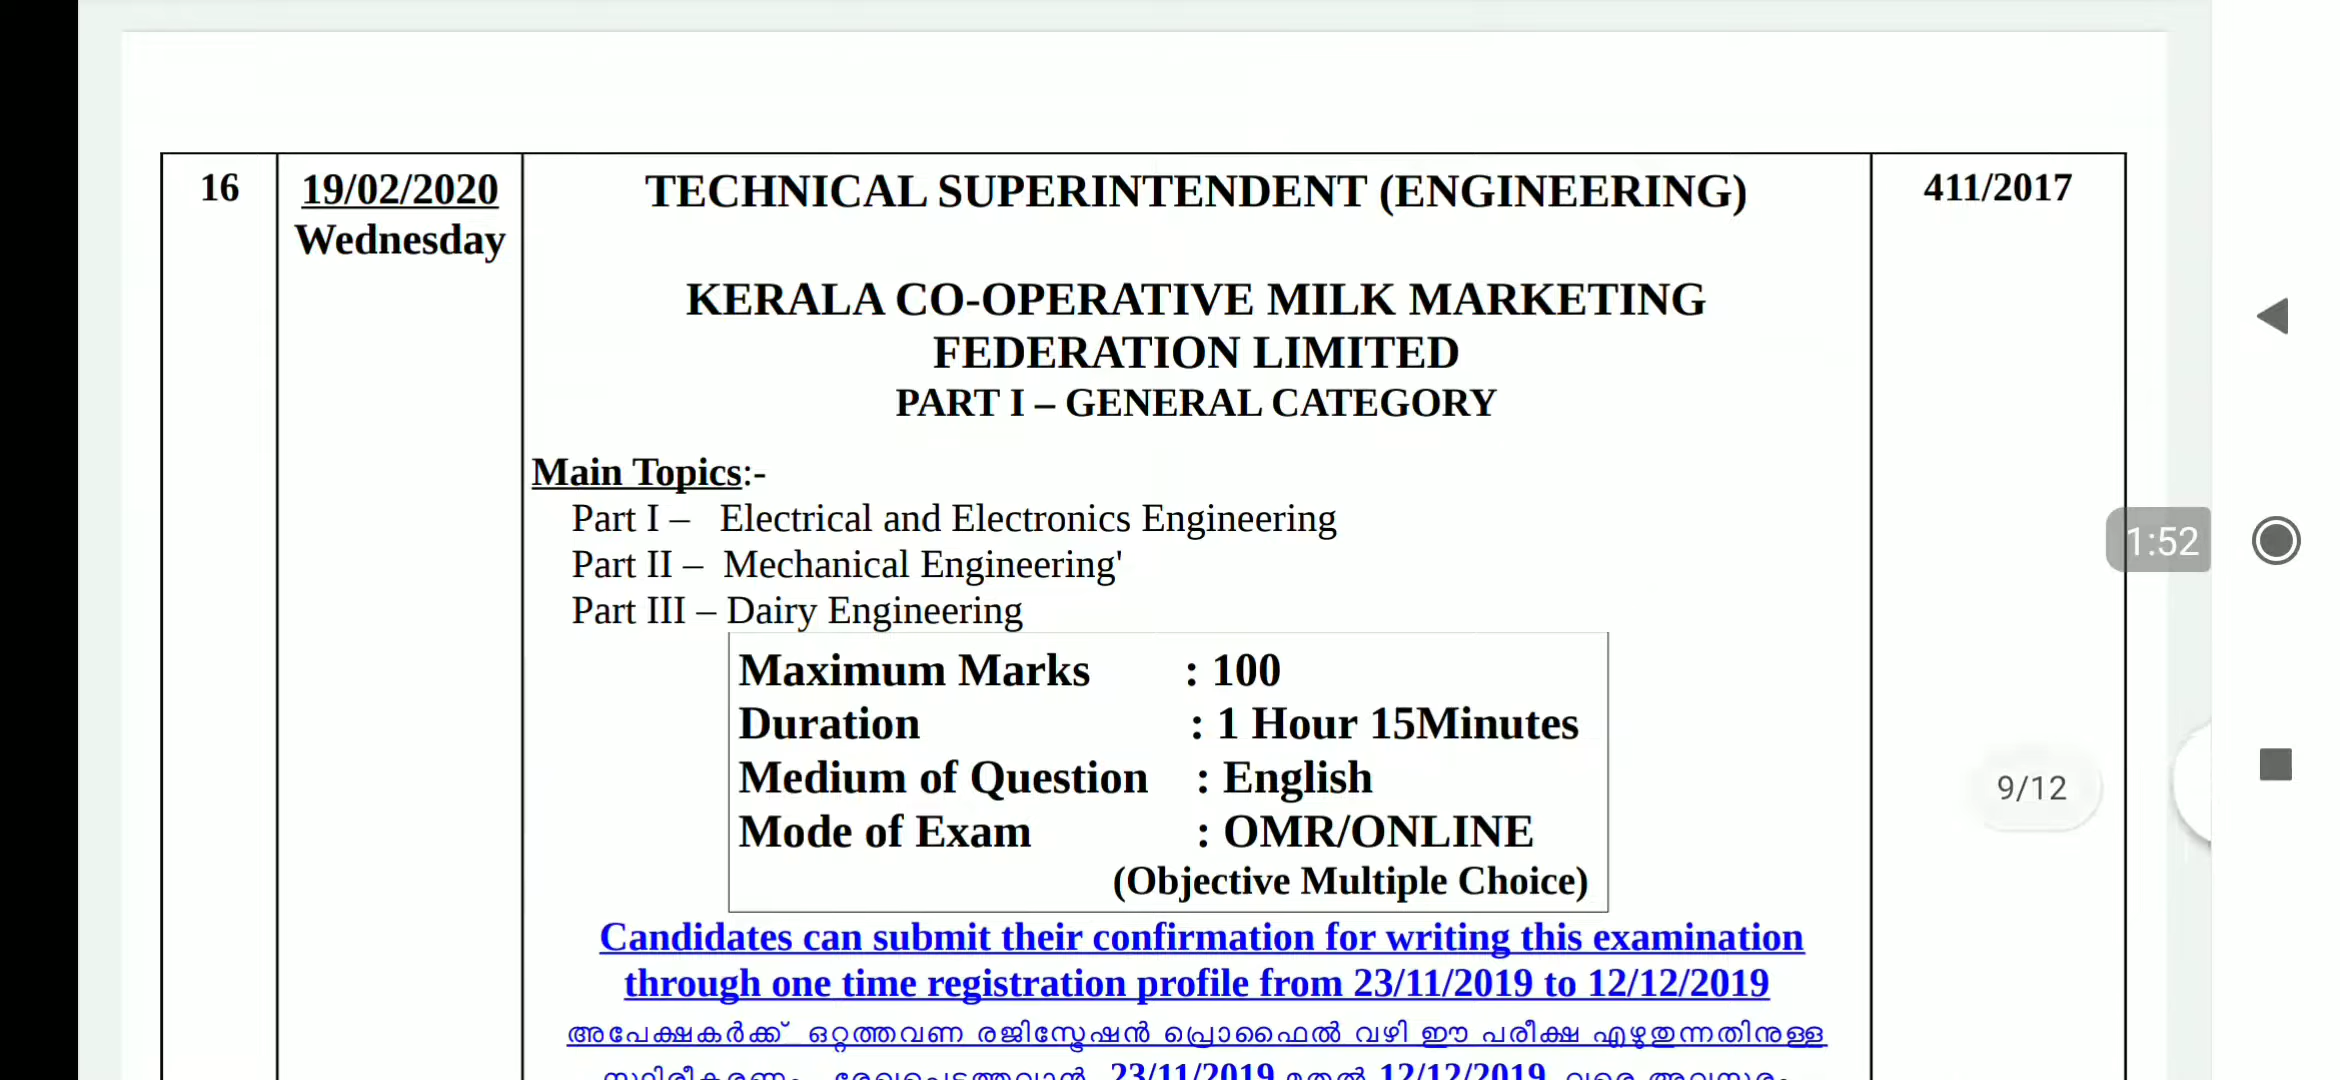 16
19/02/2020
Wednesday
TECHNICAL SUPERINTENDENT (ENGINEERING)
411/2017
KERALA CO-OPERATIVE MILK MARKETING
FEDERATION LIMITED
PART I – GENERAL CATEGORY
Main Topics:-
Part I – Electrical and Electronics Engineering
Part II – Mechanical Engineering'
Part III – Dairy Engineering
1:52
Maximum Marks : 100
Duration : 1 Hour 15Minutes
Medium of Question : English
Mode of Exam : OMR/ONLINE
(Objective Multiple Choice)
9/12
Candidates can submit their confirmation for writing this examination
through one time registration profile from 23/11/2019 to 12/12/2019
അപേക്ഷകർക്ക് ഒറ്റത്തവണ രജിസ്ട്രേഷൻ പ്രൊഫൈൽ വഴി ഈ പരീക്ഷ എഴുതുന്നതിനുള്ള
23/11/2019 മുതൽ 12/12/2019 വരെ